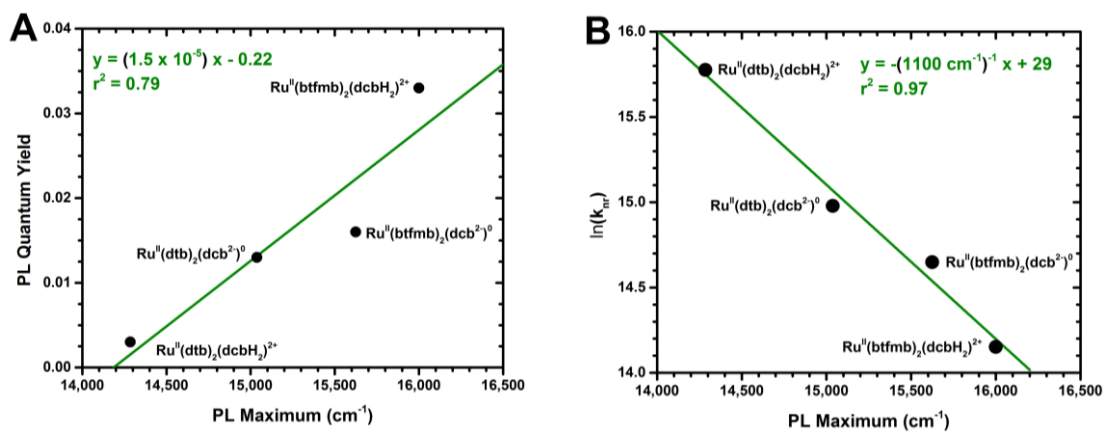 A
y = (1.5 x 10⁻⁵) x - 0.22
r² = 0.79
Ruᴵᴵ(btfmb)₂(dcbH₂)²⁺
Ruᴵᴵ(btfmb)₂(dcb²⁻)⁰
Ruᴵᴵ(dtb)₂(dcb²⁻)⁰
Ruᴵᴵ(dtb)₂(dcbH₂)²⁺
0.04
0.03
0.02
0.01
0.00
PL Quantum Yield
14,000 14,500 15,000 15,500 16,000 16,500
PL Maximum (cm⁻¹)
B
y = -(1100 cm⁻¹)⁻¹ x + 29
r² = 0.97
Ruᴵᴵ(dtb)₂(dcbH₂)²⁺
Ruᴵᴵ(dtb)₂(dcb²⁻)⁰
Ruᴵᴵ(btfmb)₂(dcb²⁻)⁰
Ruᴵᴵ(btfmb)₂(dcbH₂)²⁺
16.0
15.5
15.0
14.5
14.0
ln(kₙᵣ)
14,000 14,500 15,000 15,500 16,000 16,500
PL Maximum (cm⁻¹)